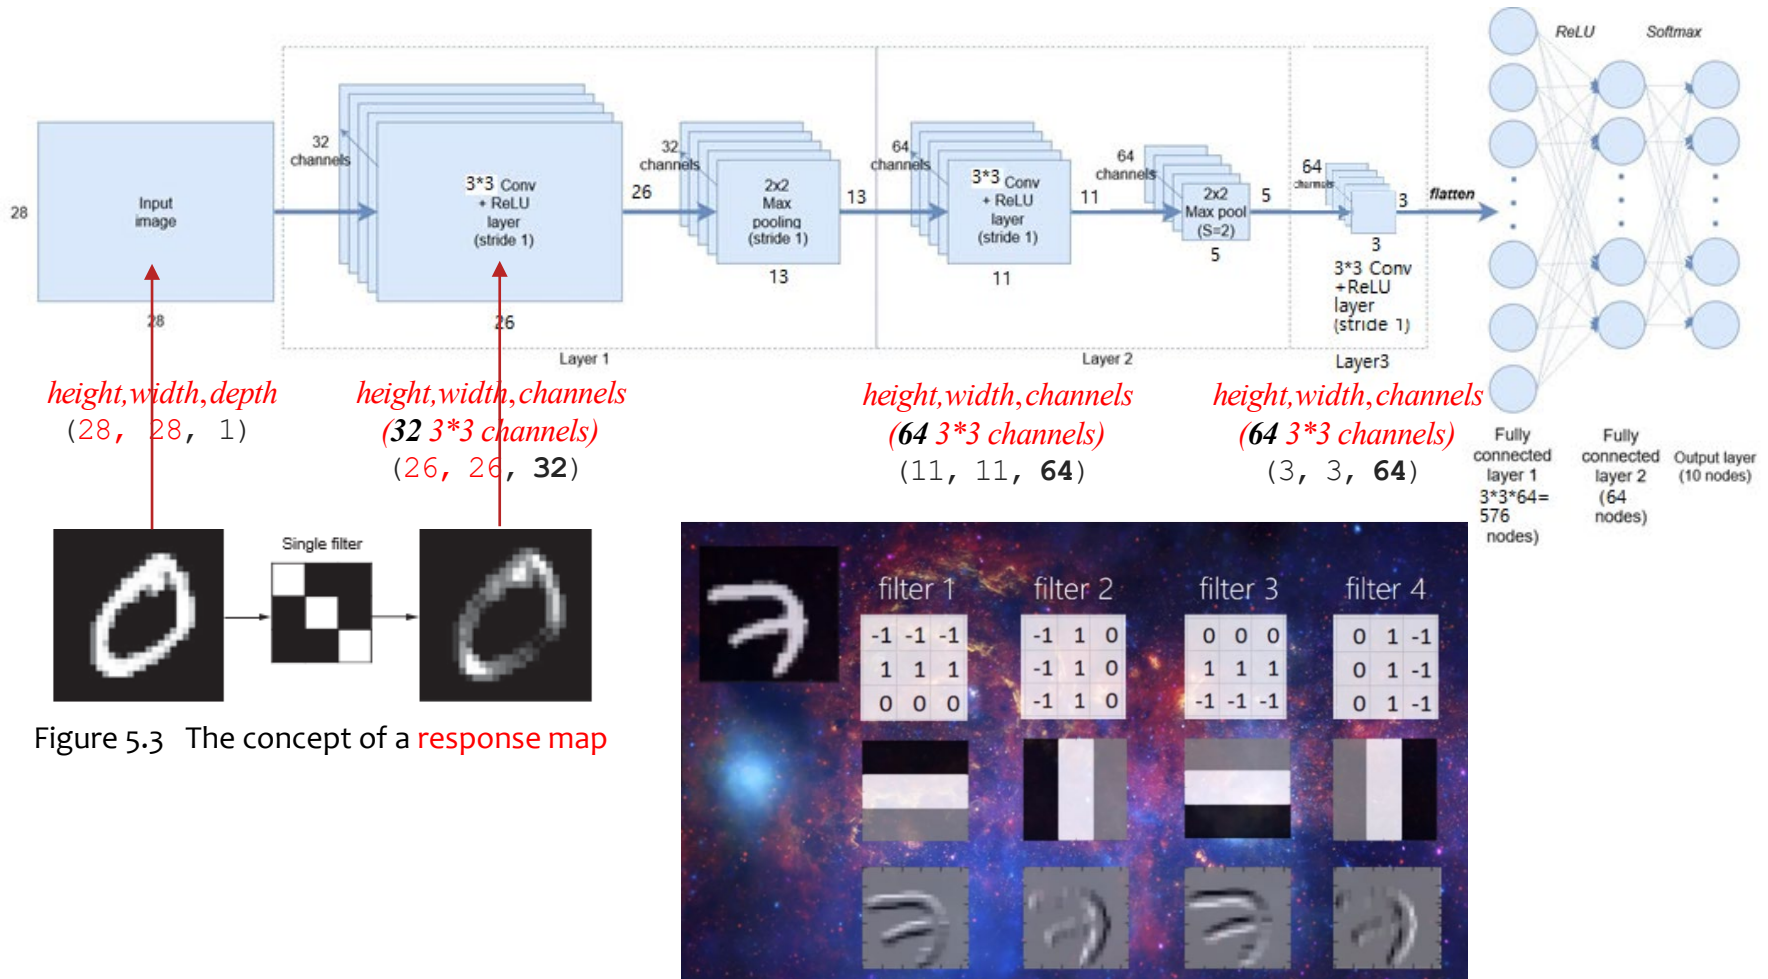 28
Input
image
28
32
channels
3*3 Conv
+ ReLU
layer
(stride 1)
26
26
32
channels
2x2
Max
pooling
(stride 1)
13
13
Layer 1
64
channels
3*3 Conv
+ ReLU
layer
(stride 1)
11
11
64
channels
2x2
Max pool
(S=2)
5
5
Layer 2
64
channels
3
3
3*3 Conv
+ReLU
layer
(stride 1)
Layer3
flatten
ReLU
Softmax
Fully
connected
layer 1
3*3*64=
576
nodes)
Fully
connected
layer 2
(64
nodes)
Output layer
(10 nodes)
height,width,depth
(28, 28, 1)
height,width,channels
(32 3*3 channels)
(26, 26, 32)
height,width,channels
(64 3*3 channels)
(11, 11, 64)
height,width,channels
(64 3*3 channels)
(3, 3, 64)
Single filter
Figure 5.3 The concept of a response map
filter 1 filter 2 filter 3 filter 4
-1 -1 -1 -1 1 0 0 0 0 0 1 -1
1 1 1 -1 1 0 1 1 1 0 1 -1
0 0 0 -1 1 0 -1 -1 -1 0 1 -1